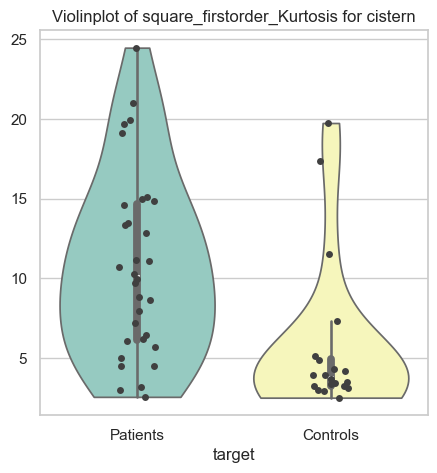 Violinplot of square_firstorder_Kurtosis for cistern
25
20
15
10
5
Patients
Controls
target